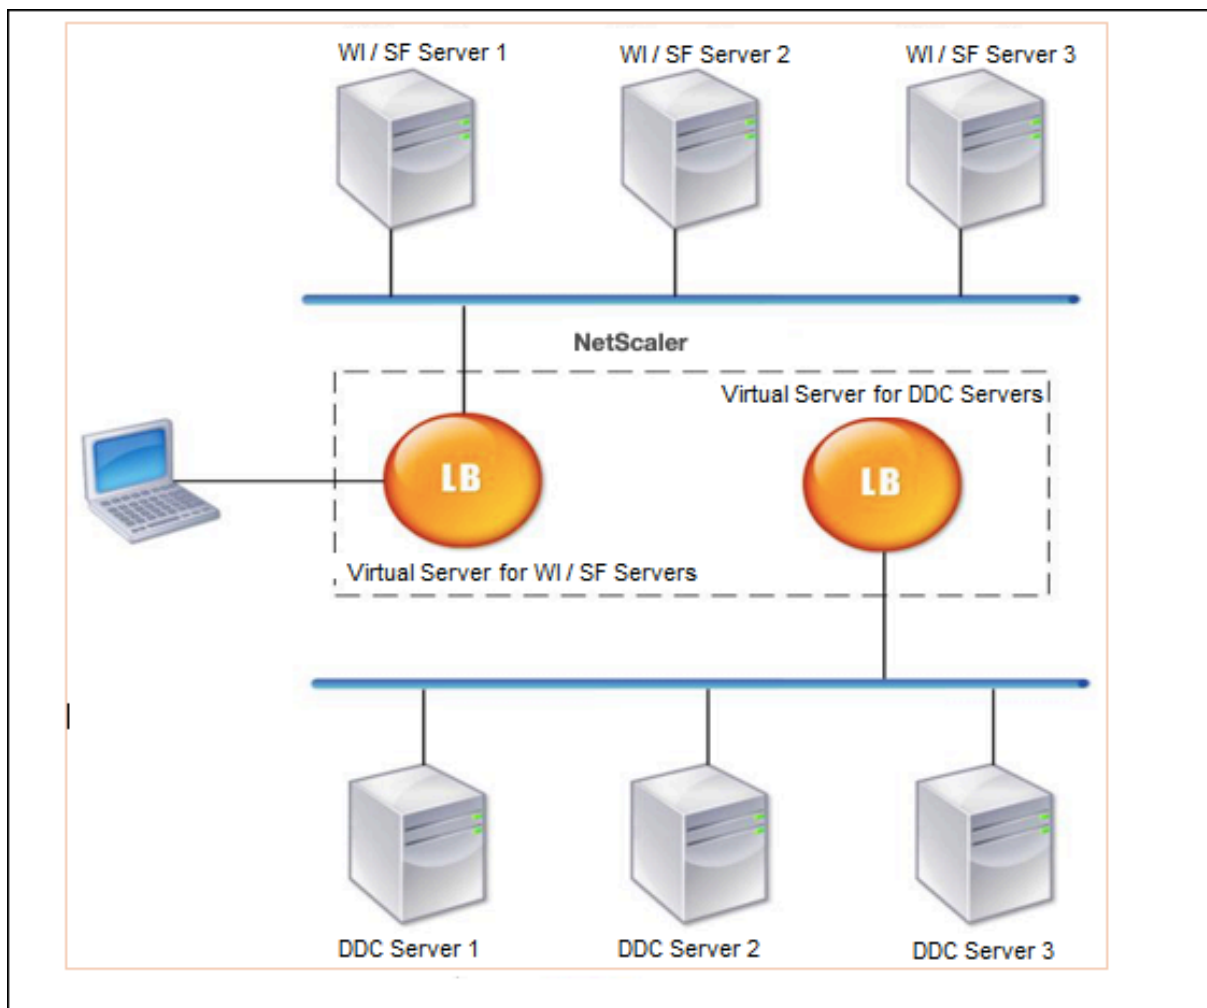 WI / SF Server 1
WI / SF Server 2
WI / SF Server 3
NetScaler
Virtual Server for DDC Servers
LB
LB
Virtual Server for WI / SF Servers
DDC Server 1
DDC Server 2
DDC Server 3